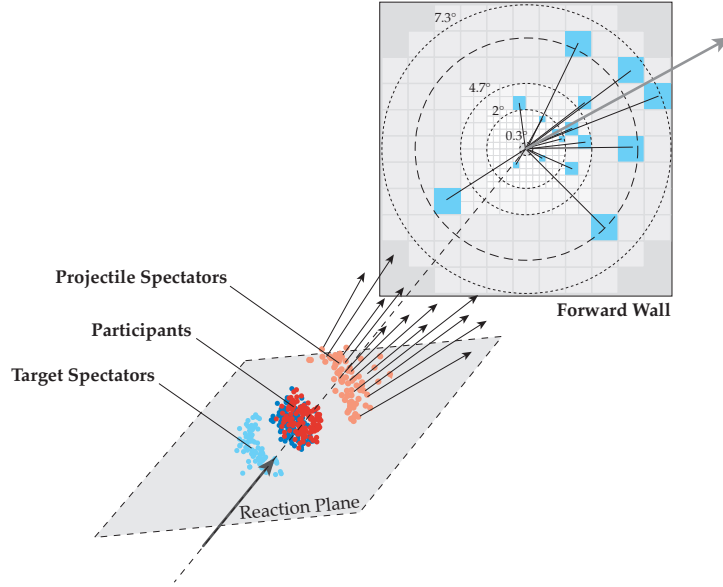 7.3°
4.7°
2°
0.3°
Projectile Spectators
Forward Wall
Participants
Target Spectators
Reaction Plane